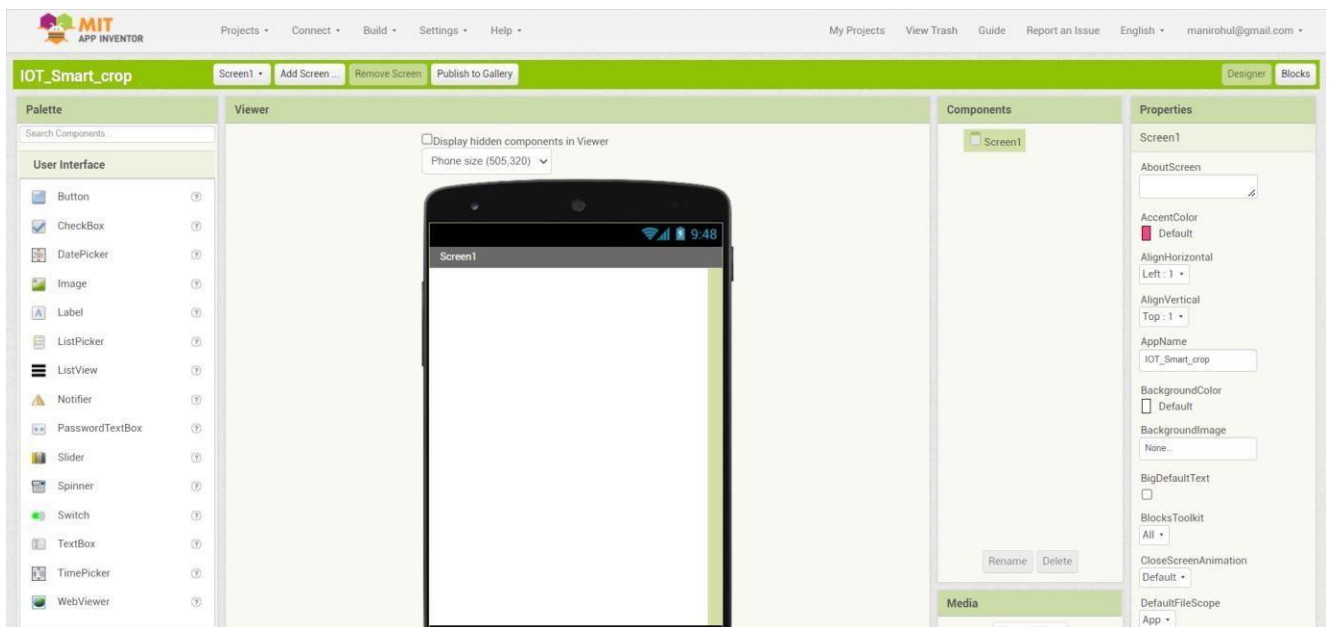 MIT
APP INVENTOR
Projects Connect Build Settings Help My Projects View Trash Guide Report an Issue English manirohul@gmail.com
IOT_Smart_crop Screen1 Add Screen ... Remove Screen Publish to Gallery Designer Blocks
Palette
Search Components...
User Interface
Button
CheckBox
DatePicker
Image
Label
ListPicker
ListView
Notifier
PasswordTextBox
Slider
Spinner
Switch
TextBox
TimePicker
WebViewer
Viewer
Display hidden components in Viewer
Phone size (505,320)
9:48
Screen1
Components
Screen1
Rename Delete
Media
Properties
Screen1
AboutScreen
AccentColor
Default
AlignHorizontal
Left : 1
AlignVertical
Top : 1
AppName
IOT_Smart_crop
BackgroundColor
Default
BackgroundImage
None...
BigDefaultText
BlocksToolkit
All
CloseScreenAnimation
Default
DefaultFileScope
App